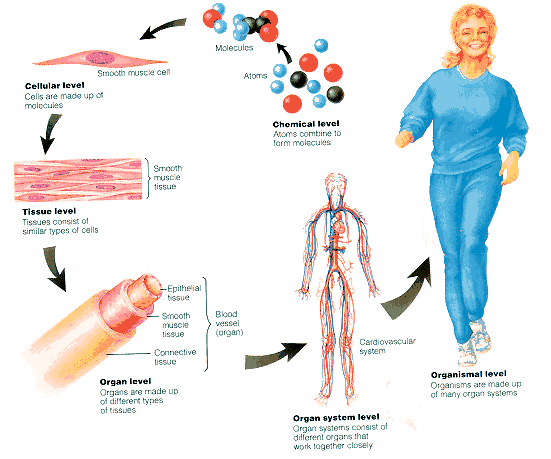 Molecules
Atoms
Chemical level
Atoms combine to
form molecules
Smooth muscle cell
Cellular level
Cells are made up of
molecules
Smooth
muscle
tissue
Tissue level
Tissues consist of
similar types of cells
Epithelial
tissue
Smooth
muscle
tissue
Connective
tissue
Blood
vessel
(organ)
Organ level
Organs are made up
of different types
of tissues
Cardiovascular
system
Organ system level
Organ systems consist of
different organs that
work together closely
Organismal level
Organisms are made up
of many organ systems